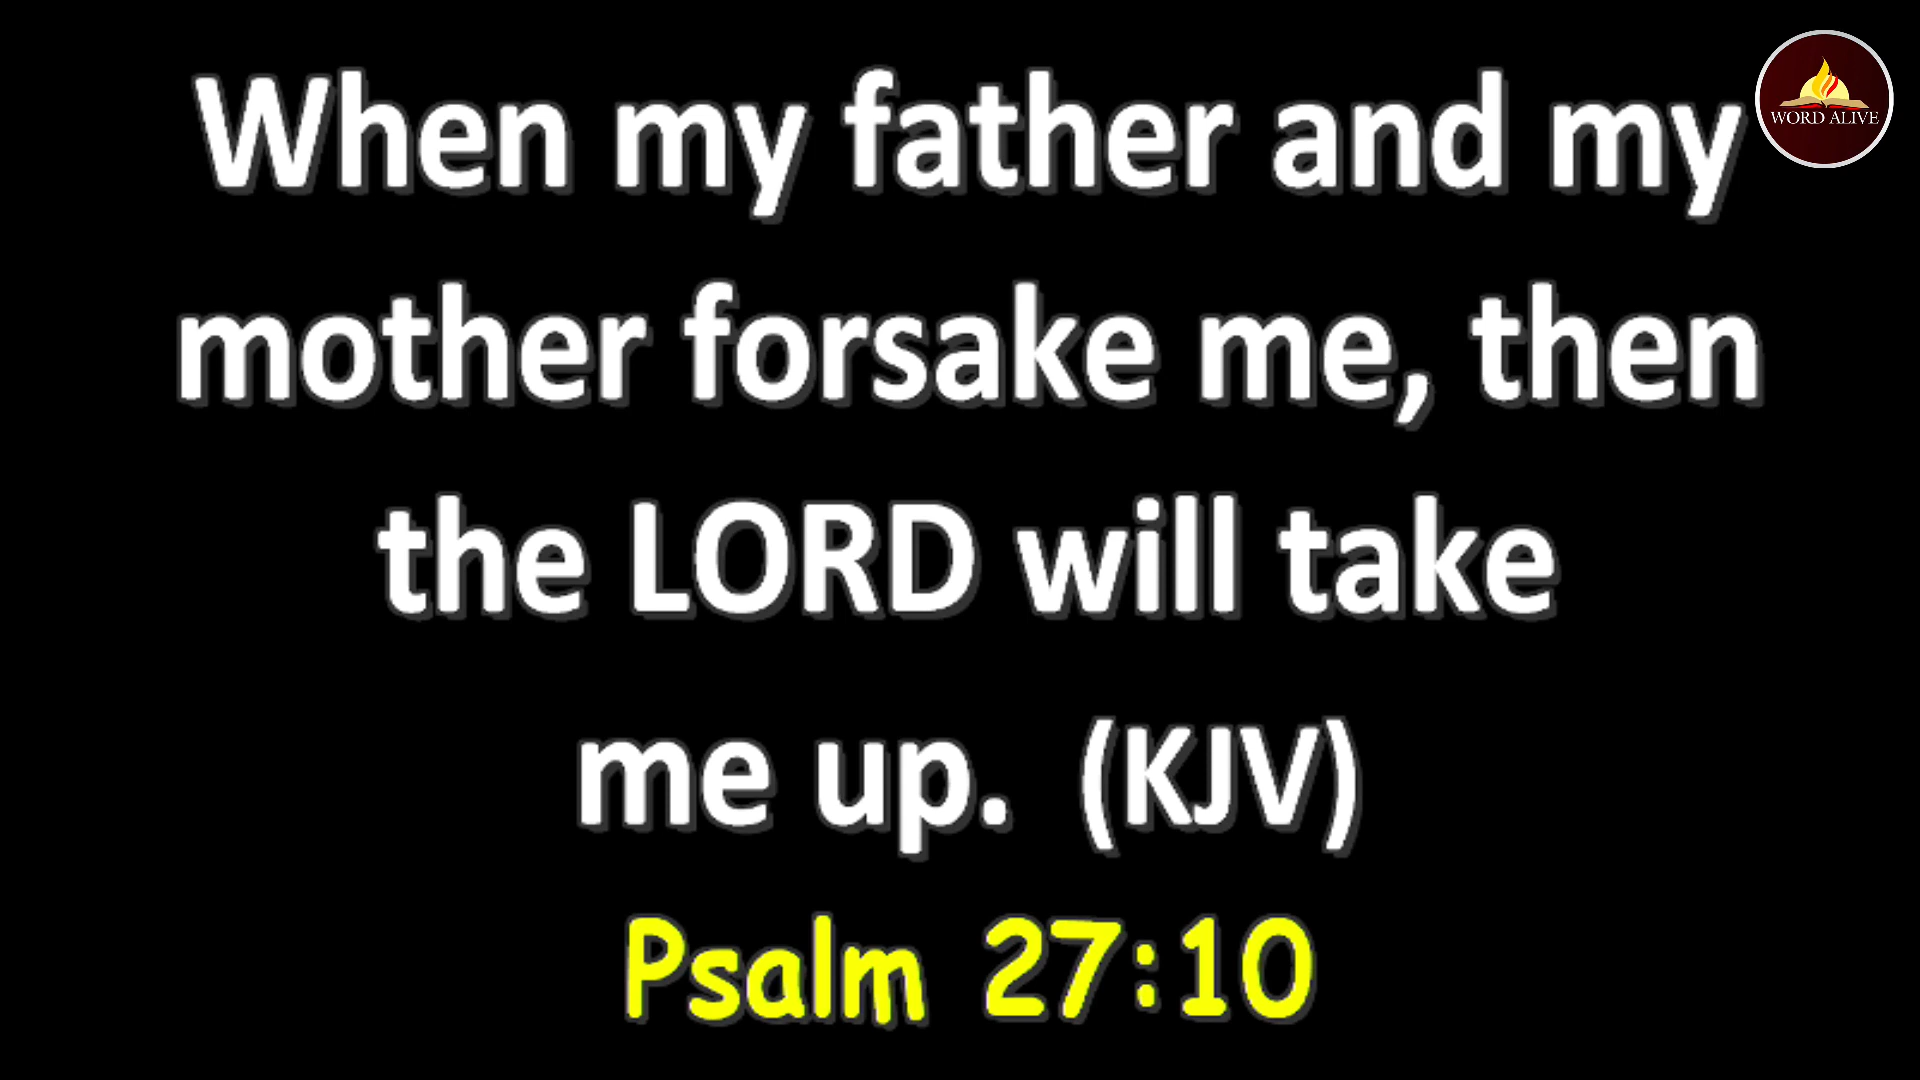 When my father and my
mother forsake me, then
the LORD will take
me up. (KJV)
Psalm 27:10
WORD ALIVE